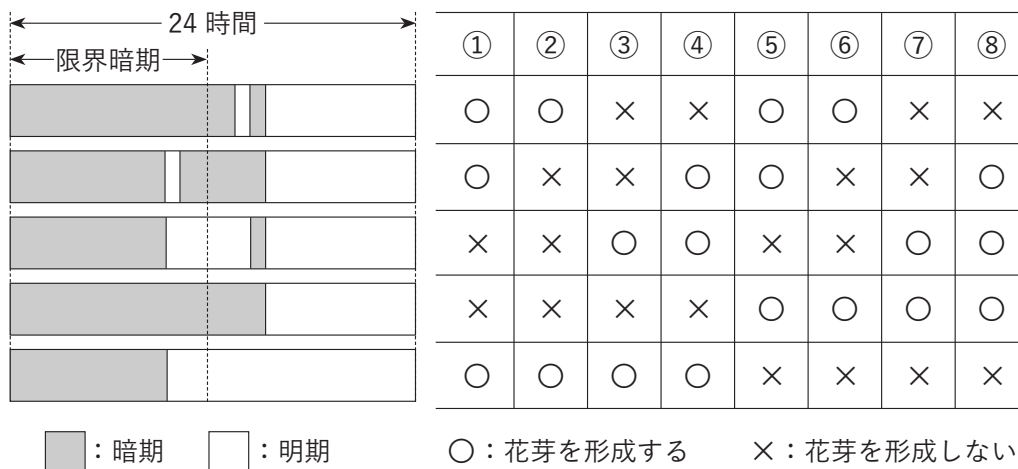 24 時間
限界暗期
① ② ③ ④ ⑤ ⑥ ⑦ ⑧
○ ○ × × ○ ○ × ×
○ × × ○ ○ × × ○
× × ○ ○ × × ○ ○
× × × × ○ ○ ○ ○
○ ○ ○ ○ × × × ×
：暗期 ：明期 ○：花芽を形成する ×：花芽を形成しない